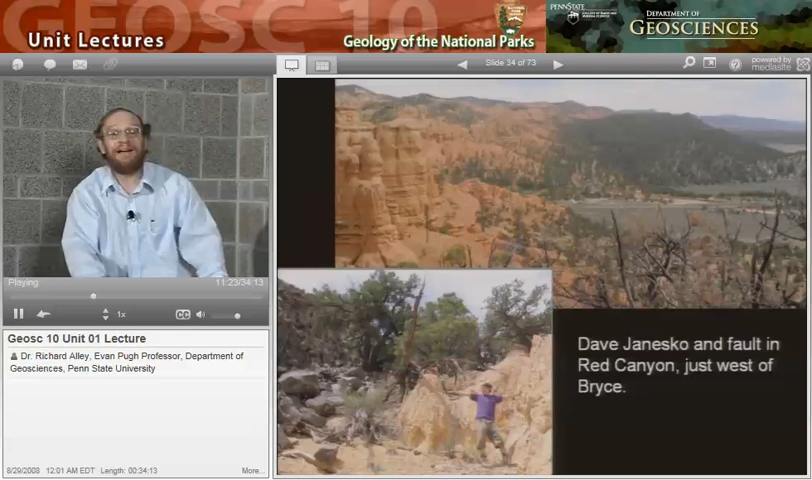 GEOSC 10
Unit Lectures
Geology of the National Parks
PENNSTATE
DEPARTMENT OF
GEOSCIENCES
Slide 34 of 73
powered by
mediasite
Playing
11:23/34:13
1x
CC
Geosc 10 Unit 01 Lecture
Dr. Richard Alley, Evan Pugh Professor, Department of
Geosciences, Penn State University
8/29/2008 12:01 AM EDT Length: 00:34:13 More...
Dave Janesko and fault in
Red Canyon, just west of
Bryce.